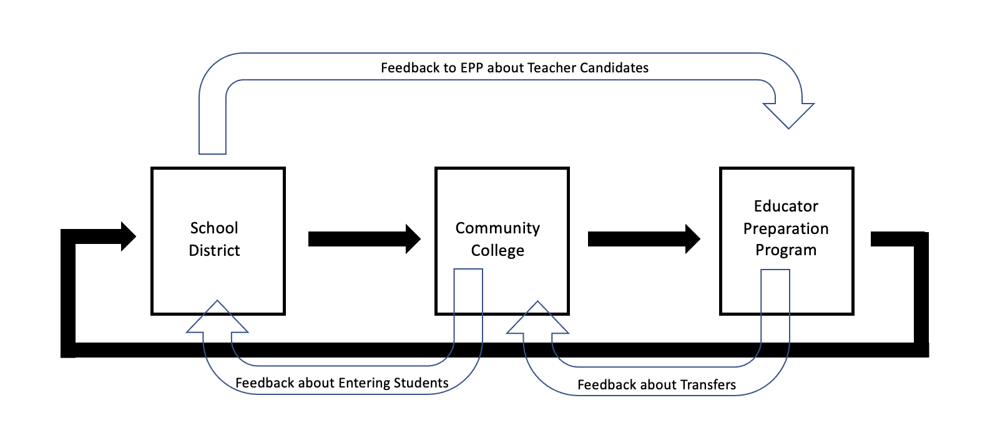 Feedback to EPP about Teacher Candidates
School
District
Community
College
Educator
Preparation
Program
Feedback about Entering Students
Feedback about Transfers